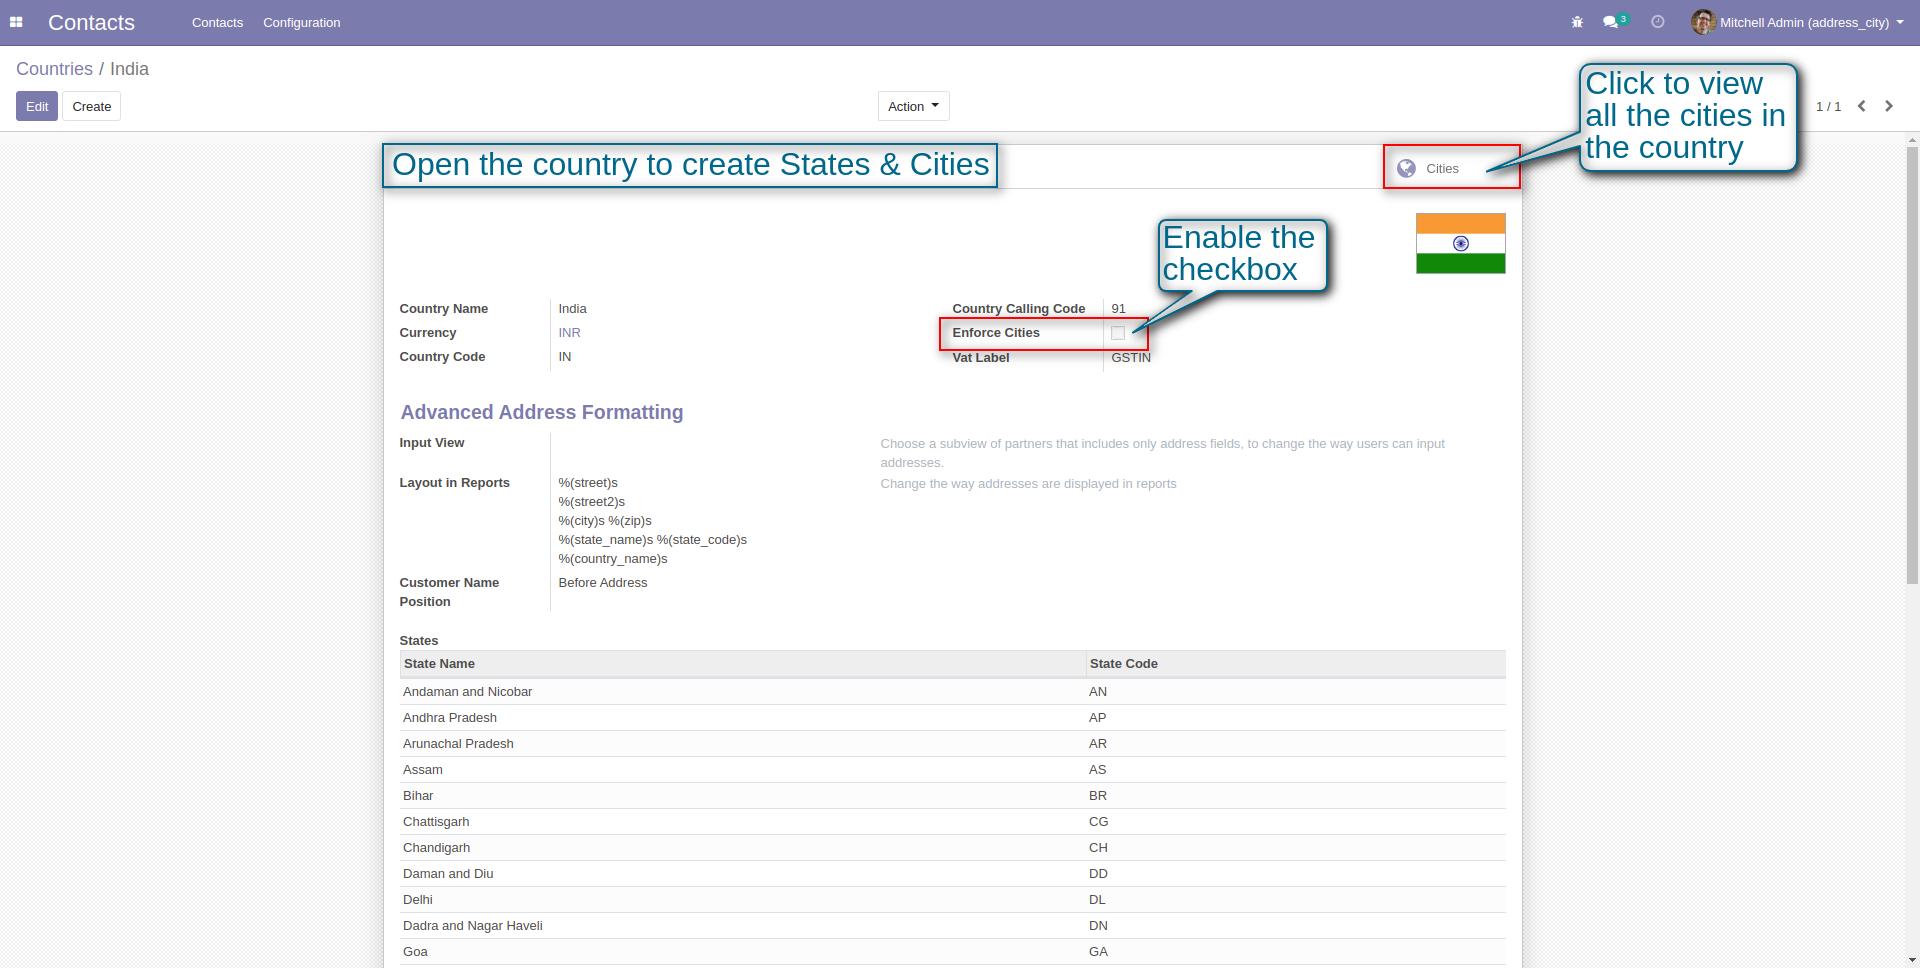 Contacts Contacts Configuration 3 Mitchell Admin (address_city)
Countries / India
Edit Create Action 1 / 1
Click to view
all the cities in
the country
Open the country to create States & Cities
Cities
Enable the
checkbox
Country Name India Country Calling Code 91
Currency INR Enforce Cities
Country Code IN Vat Label GSTIN
Advanced Address Formatting
Input View Choose a subview of partners that includes only address fields, to change the way users can input
addresses.
Layout in Reports %(street)s Change the way addresses are displayed in reports
%(street2)s
%(city)s %(zip)s
%(state_name)s %(state_code)s
%(country_name)s
Customer Name Before Address
Position
States
State Name State Code
Andaman and Nicobar AN
Andhra Pradesh AP
Arunachal Pradesh AR
Assam AS
Bihar BR
Chattisgarh CG
Chandigarh CH
Daman and Diu DD
Delhi DL
Dadra and Nagar Haveli DN
Goa GA